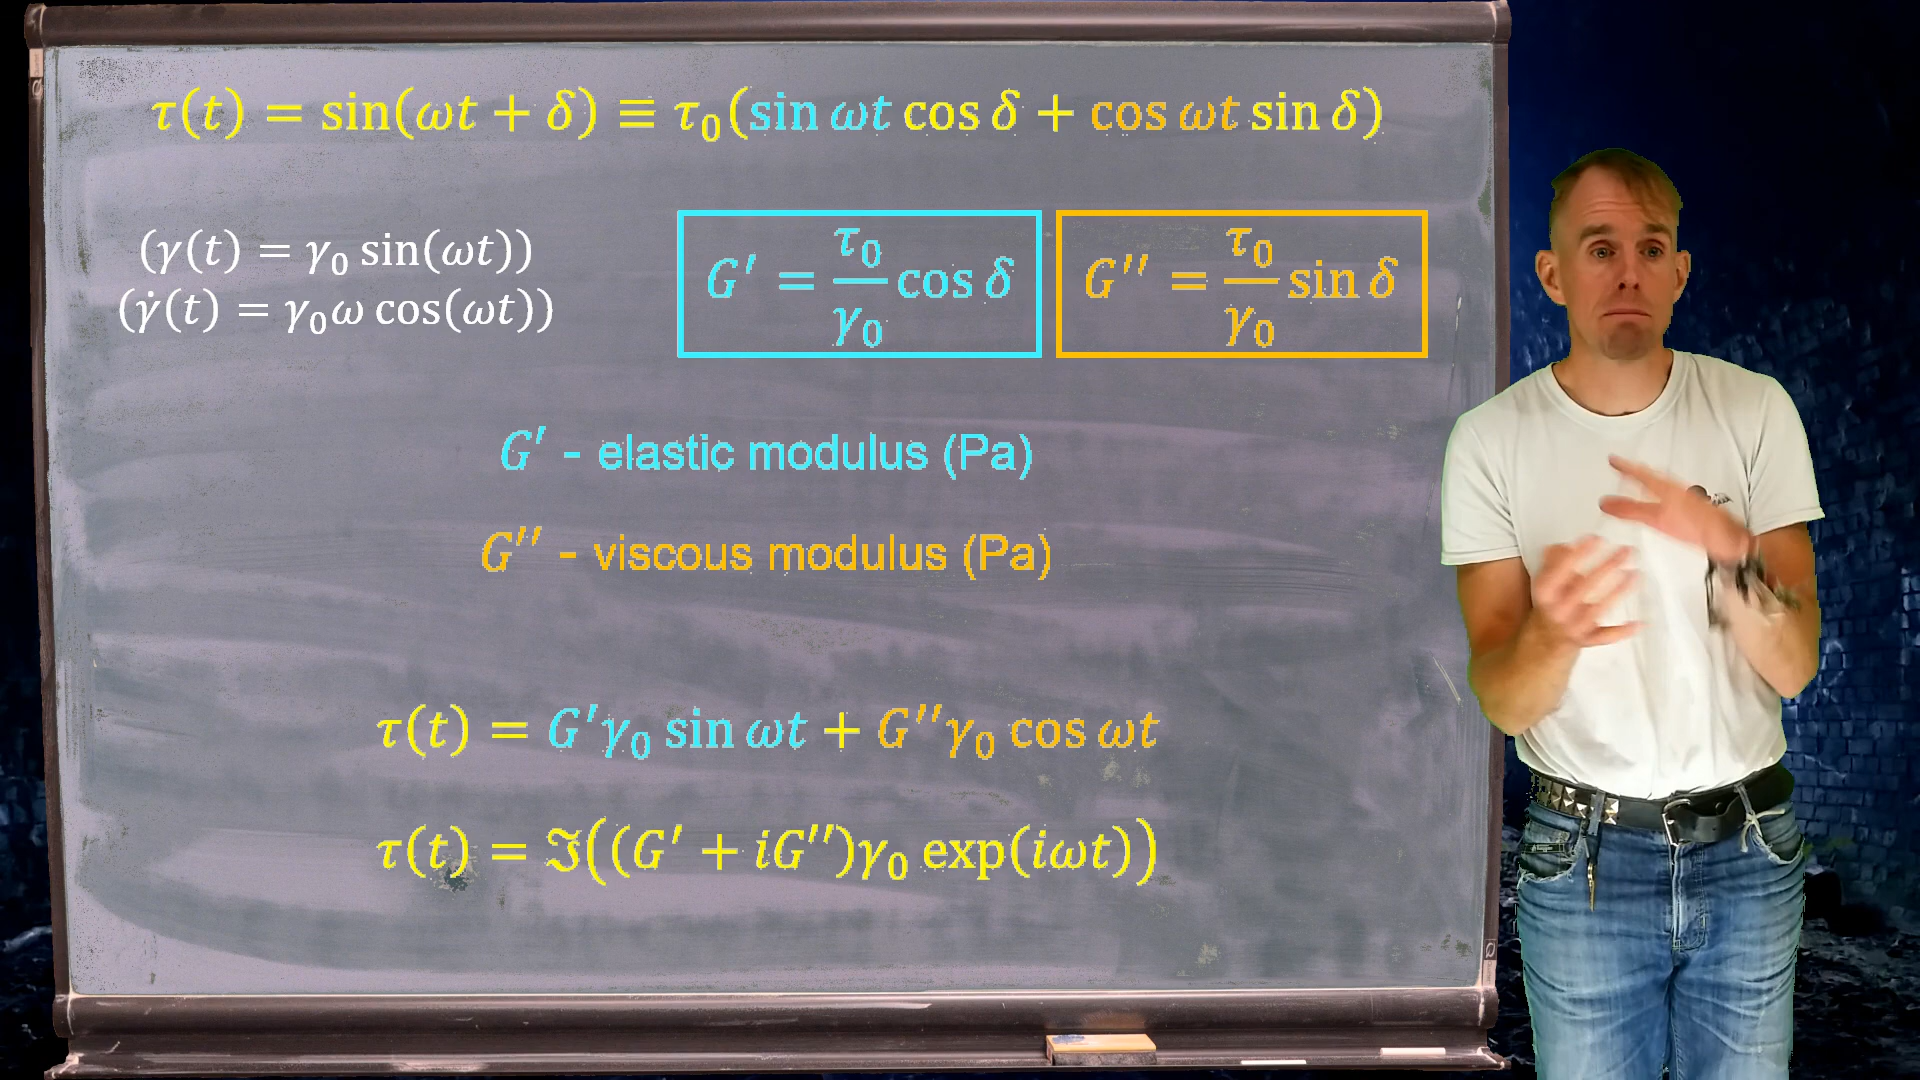 τ(t) = sin(ωt + δ) ≡ τ₀(sin ωt cos δ + cos ωt sin δ)
(γ(t) = γ₀ sin(ωt))
(γ̇(t) = γ₀ω cos(ωt))
G′ = τ₀/γ₀ cos δ
G′′ = τ₀/γ₀ sin δ
G′ - elastic modulus (Pa)
G′′ - viscous modulus (Pa)
τ(t) = G′γ₀ sin ωt + G′′γ₀ cos ωt
τ(t) = ℑ((G′ + iG′′)γ₀ exp(iωt))